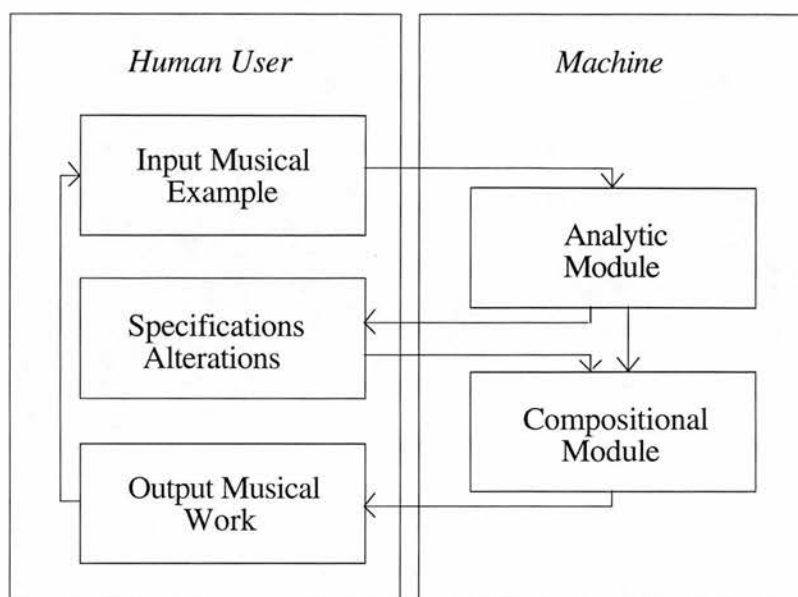 Human User
Input Musical
Example
Specifications
Alterations
Output Musical
Work
Machine
Analytic
Module
Compositional
Module